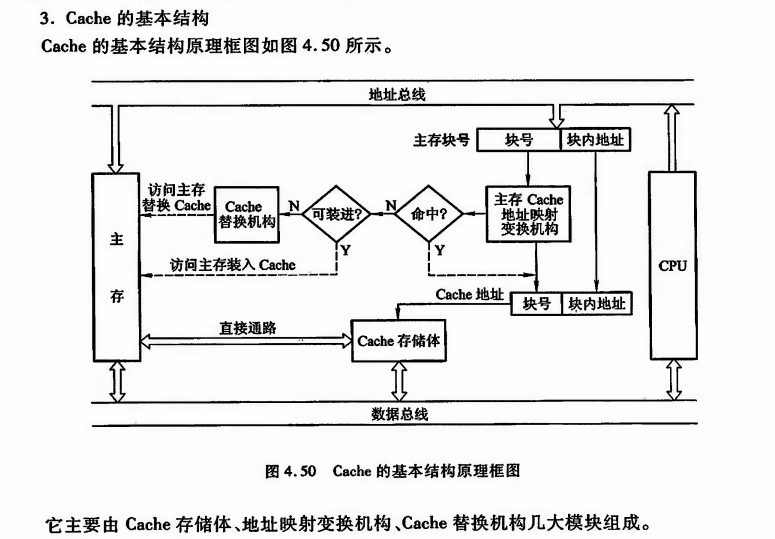 3. Cache 的基本结构
Cache 的基本结构原理框图如图 4.50 所示。
地址总线
主存块号
块号
块内地址
访问主存
替换 Cache
Cache
替换机构
N
可装进?
N
命中?
主存 Cache
地址映射
变换机构
主
存
Y
Y
访问主存装入 Cache
CPU
Cache 地址
块号
块内地址
直接通路
Cache 存储体
数据总线
图 4.50 Cache 的基本结构原理框图
它主要由 Cache 存储体、地址映射变换机构、Cache 替换机构几大模块组成。